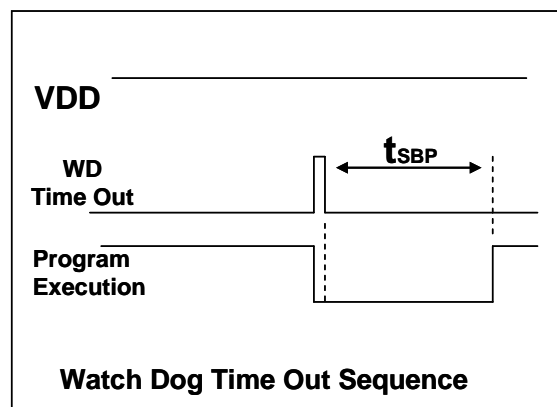 VDD
tSBP
WD
Time Out
Program
Execution
Watch Dog Time Out Sequence